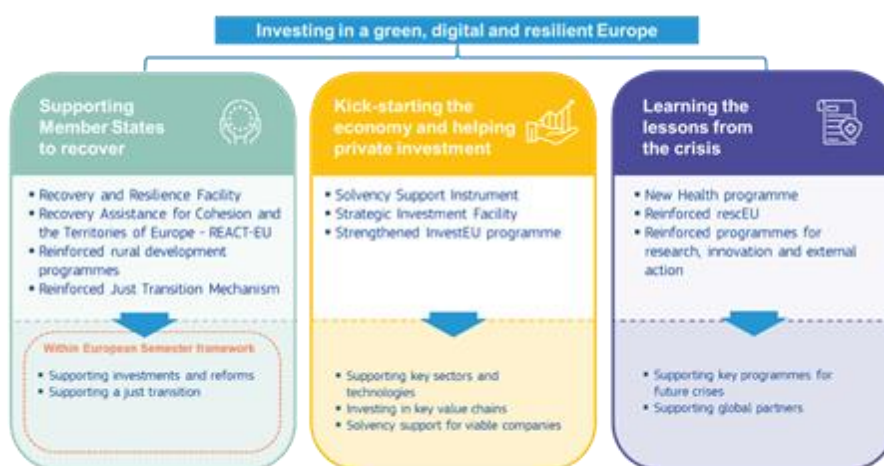 Investing in a green, digital and resilient Europe
Supporting
Member States
to recover
▪ Recovery and Resilience Facility
▪ Recovery Assistance for Cohesion and
the Territories of Europe - REACT-EU
▪ Reinforced rural development
programmes
▪ Reinforced Just Transition Mechanism
Within European Semester framework
▪ Supporting investments and reforms
▪ Supporting a just transition
Kick-starting the
economy and helping
private investment
▪ Solvency Support Instrument
▪ Strategic Investment Facility
▪ Strengthened InvestEU programme
▪ Supporting key sectors and
technologies
▪ Investing in key value chains
▪ Solvency support for viable companies
Learning the
lessons from
the crisis
▪ New Health programme
▪ Reinforced rescEU
▪ Reinforced programmes for
research, innovation and external
action
▪ Supporting key programmes for
future crises
▪ Supporting global partners